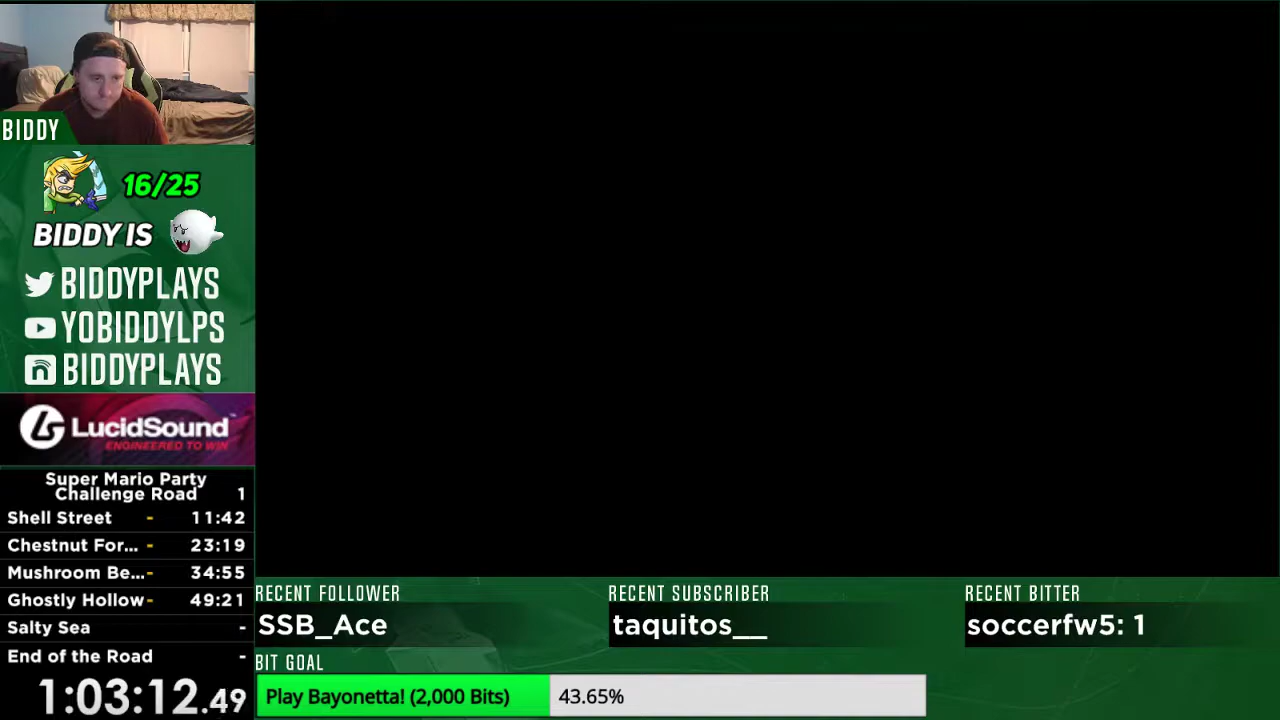 BIDDY
16/25
BIDDY IS
BIDDYPLAYS
YOBIDDYLPS
BIDDYPLAYS
LucidSound™
ENGINEERED TO WIN
Super Mario Party
Challenge Road 1
Shell Street - 11:42
Chestnut For... - 23:19
Mushroom Be...- 34:55
Ghostly Hollow- 49:21
Salty Sea -
End of the Road -
1:03:12.49
RECENT FOLLOWER
SSB_Ace
RECENT SUBSCRIBER
taquitos__
RECENT BITTER
soccerfw5: 1
BIT GOAL
Play Bayonetta! (2,000 Bits) 43.65%